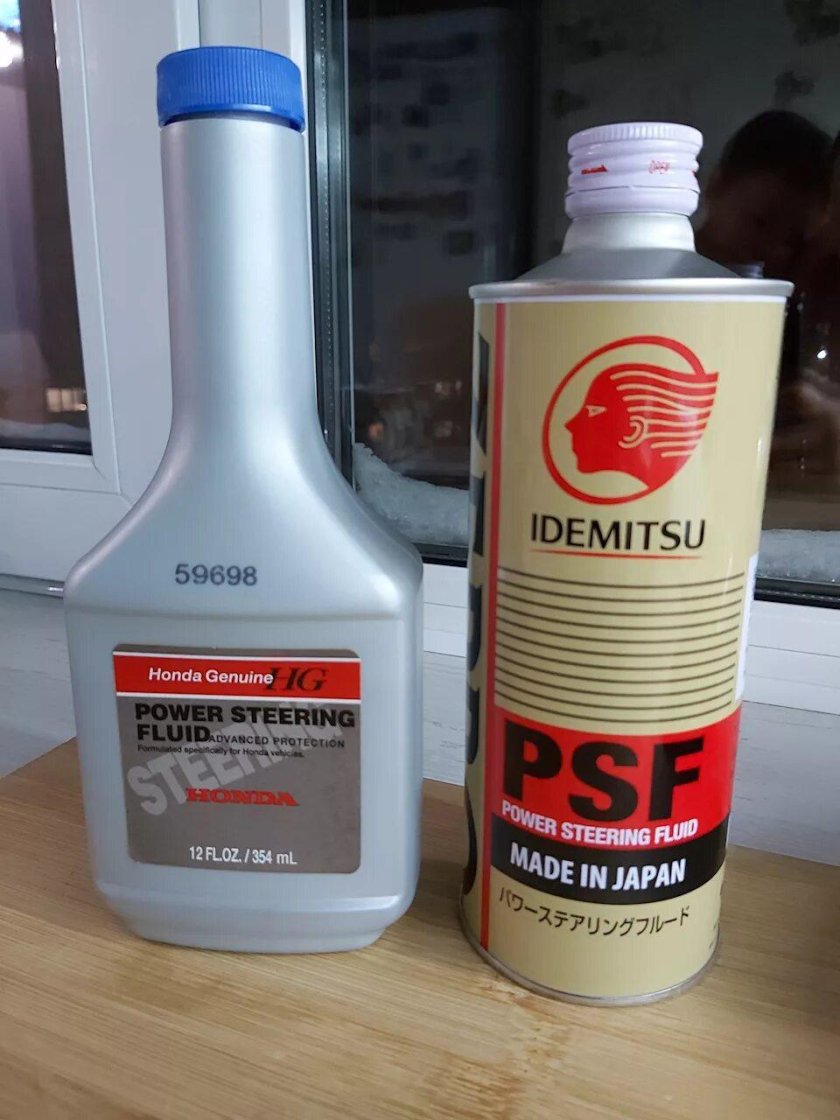 59698
Honda Genuine HG
POWER STEERING
FLUID ADVANCED PROTECTION
Formulated specifically for Honda vehicles.
STEERING
HONDA
12 FL.OZ. / 354 mL
OPEN
IDEMITSU
PSF
POWER STEERING FLUID
MADE IN JAPAN
パワーステアリングフルード